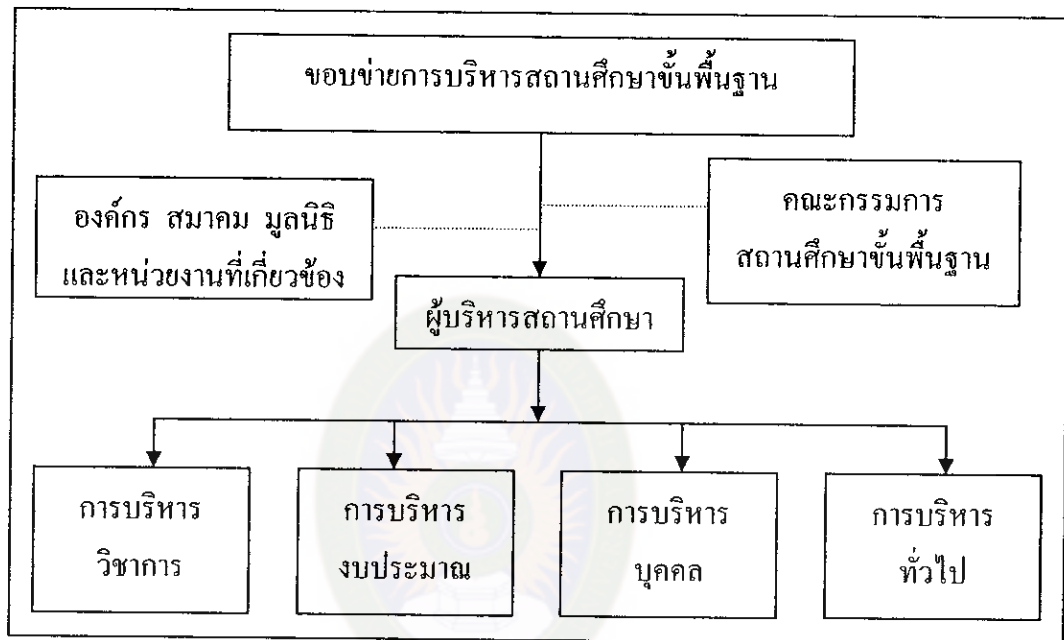 ขอบข่ายการบริหารสถานศึกษาขั้นพื้นฐาน
องค์กร สมาคม มูลนิธิ
และหน่วยงานที่เกี่ยวข้อง
คณะกรรมการ
สถานศึกษาขั้นพื้นฐาน
ผู้บริหารสถานศึกษา
การบริหาร
วิชาการ
การบริหาร
งบประมาณ
การบริหาร
บุคคล
การบริหาร
ทั่วไป